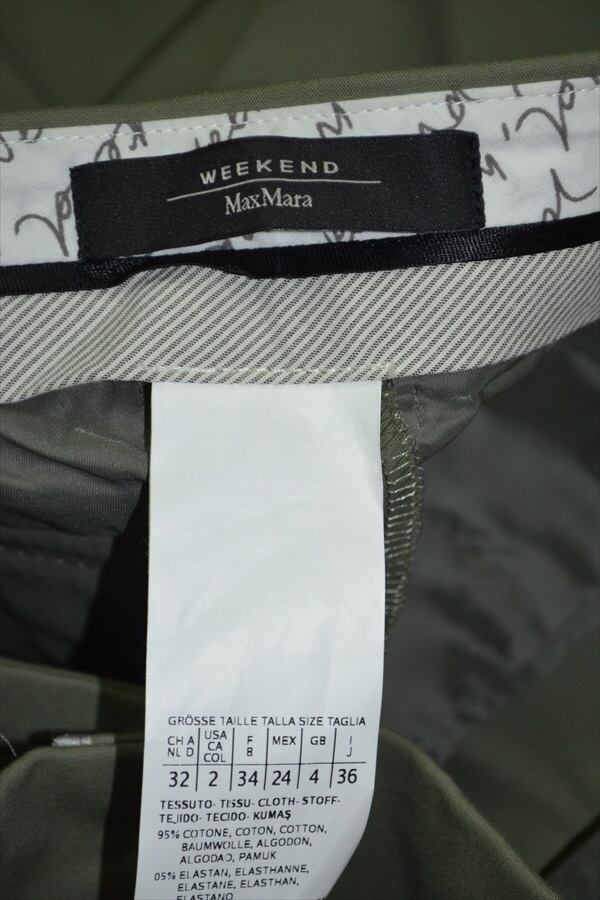 WEEKEND
MaxMara
GRÖSSE TAILLE TALLA SIZE TAGLIA
CH A USA F MEX GB I
NL D CA B J
COL
32 2 34 24 4 36
TESSUTO- TISSU- CLOTH- STOFF-
TEJIDO- TECIDO- KUMAŞ
95% COTONE, COTON, COTTON,
BAUMWOLLE, ALGODON,
ALGODAO, PAMUK
05% ELASTAN, ELASTHANNE,
ELASTANE, ELASTHAN,
ELASTANO